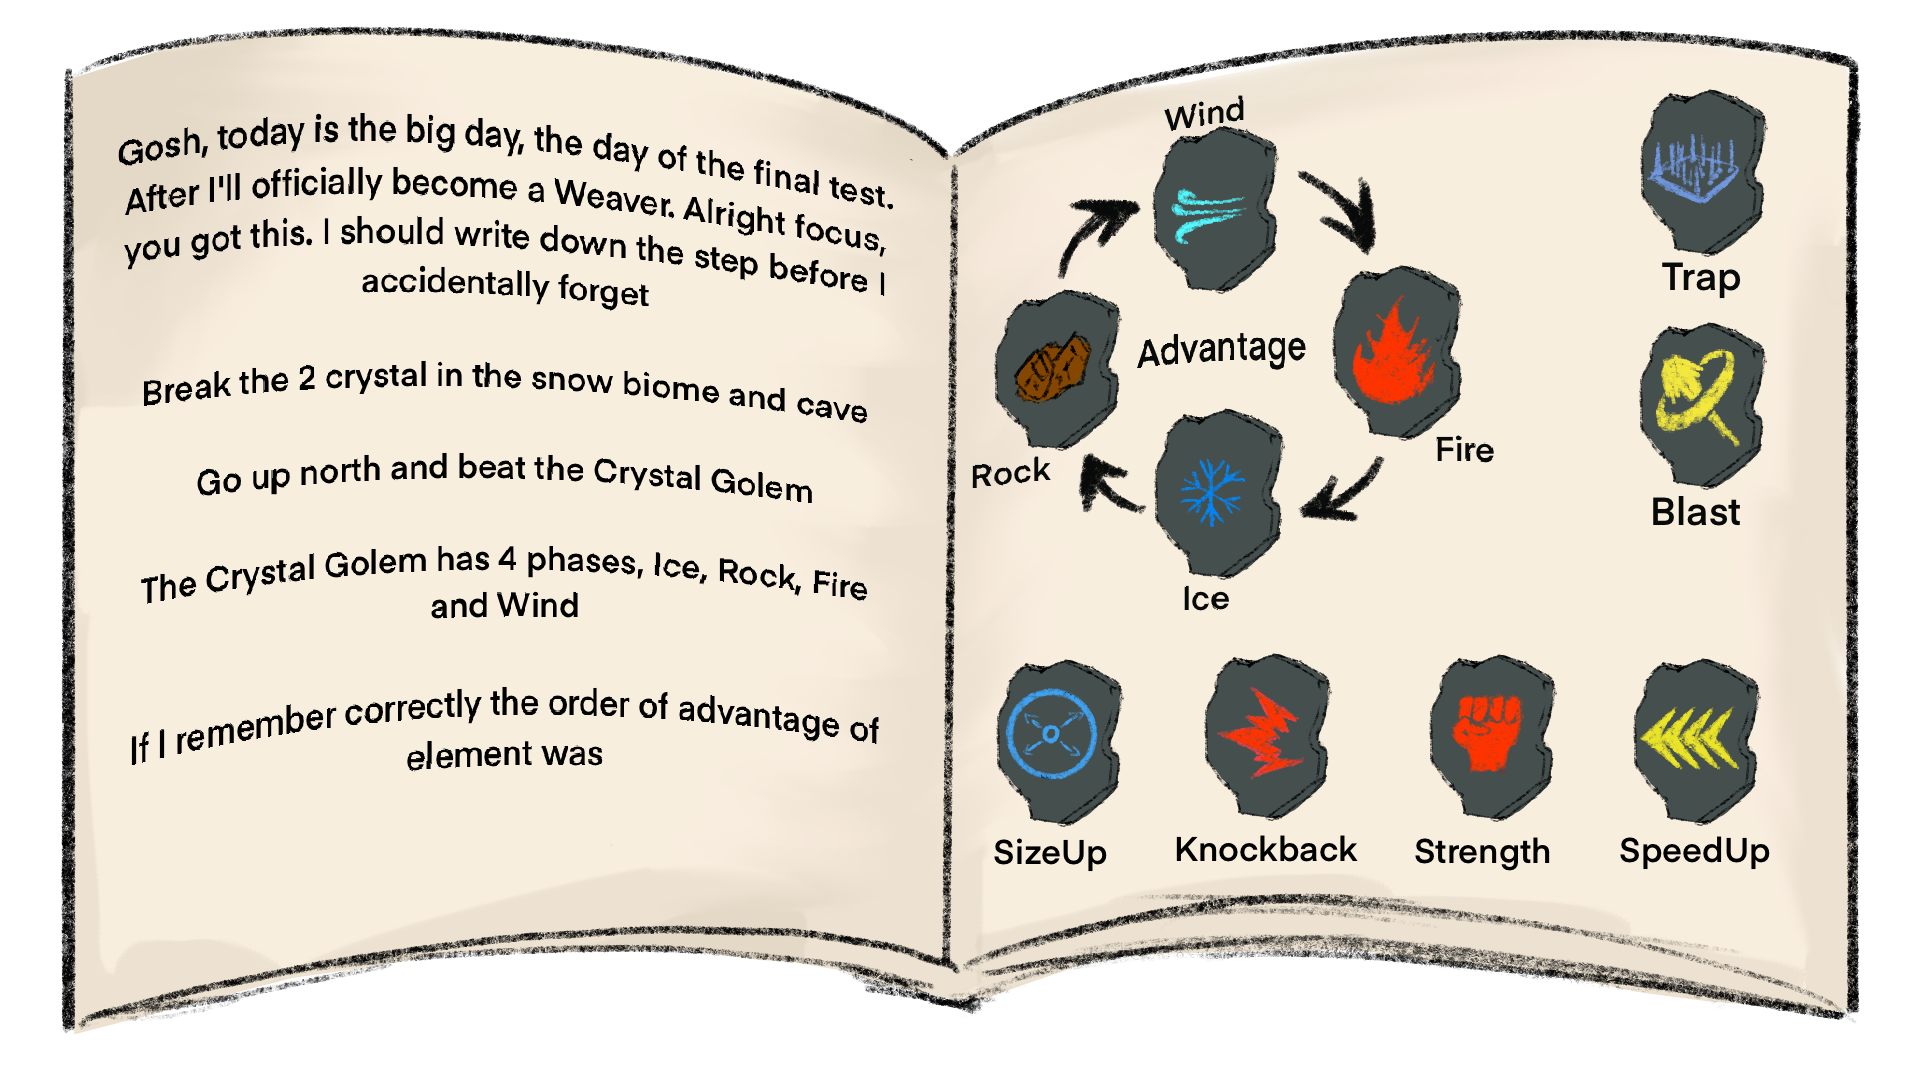 Gosh, today is the big day, the day of the final test.
After I'll officially become a Weaver. Alright focus,
you got this. I should write down the step before I
accidentally forget
Break the 2 crystal in the snow biome and cave
Go up north and beat the Crystal Golem
The Crystal Golem has 4 phases, Ice, Rock, Fire
and Wind
If I remember correctly the order of advantage of
element was
Wind
Advantage
Rock
Fire
Ice
Trap
Blast
SizeUp
Knockback
Strength
SpeedUp